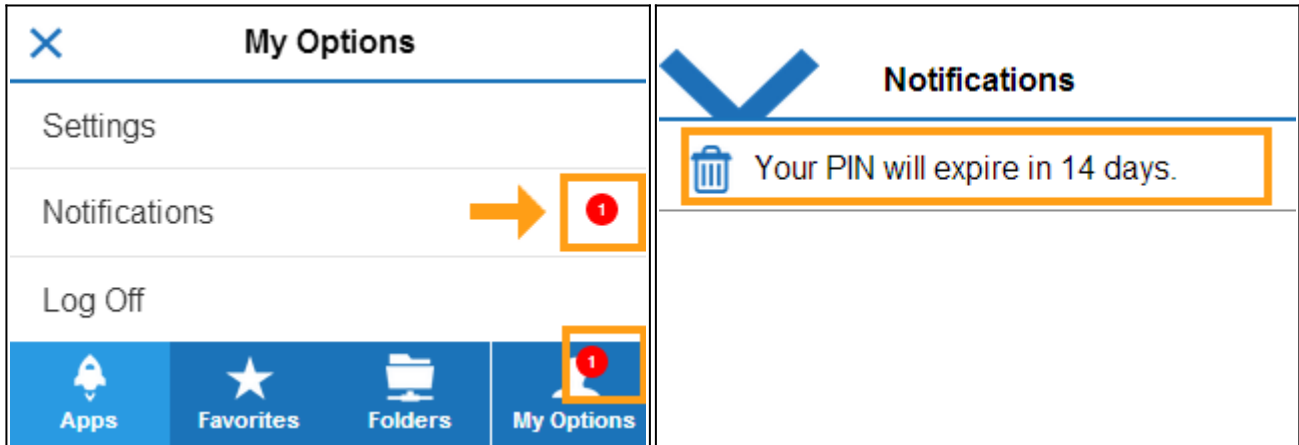 My Options
Settings
Notifications
1
Log Off
1
Apps
Favorites
Folders
My Options
Notifications
Your PIN will expire in 14 days.